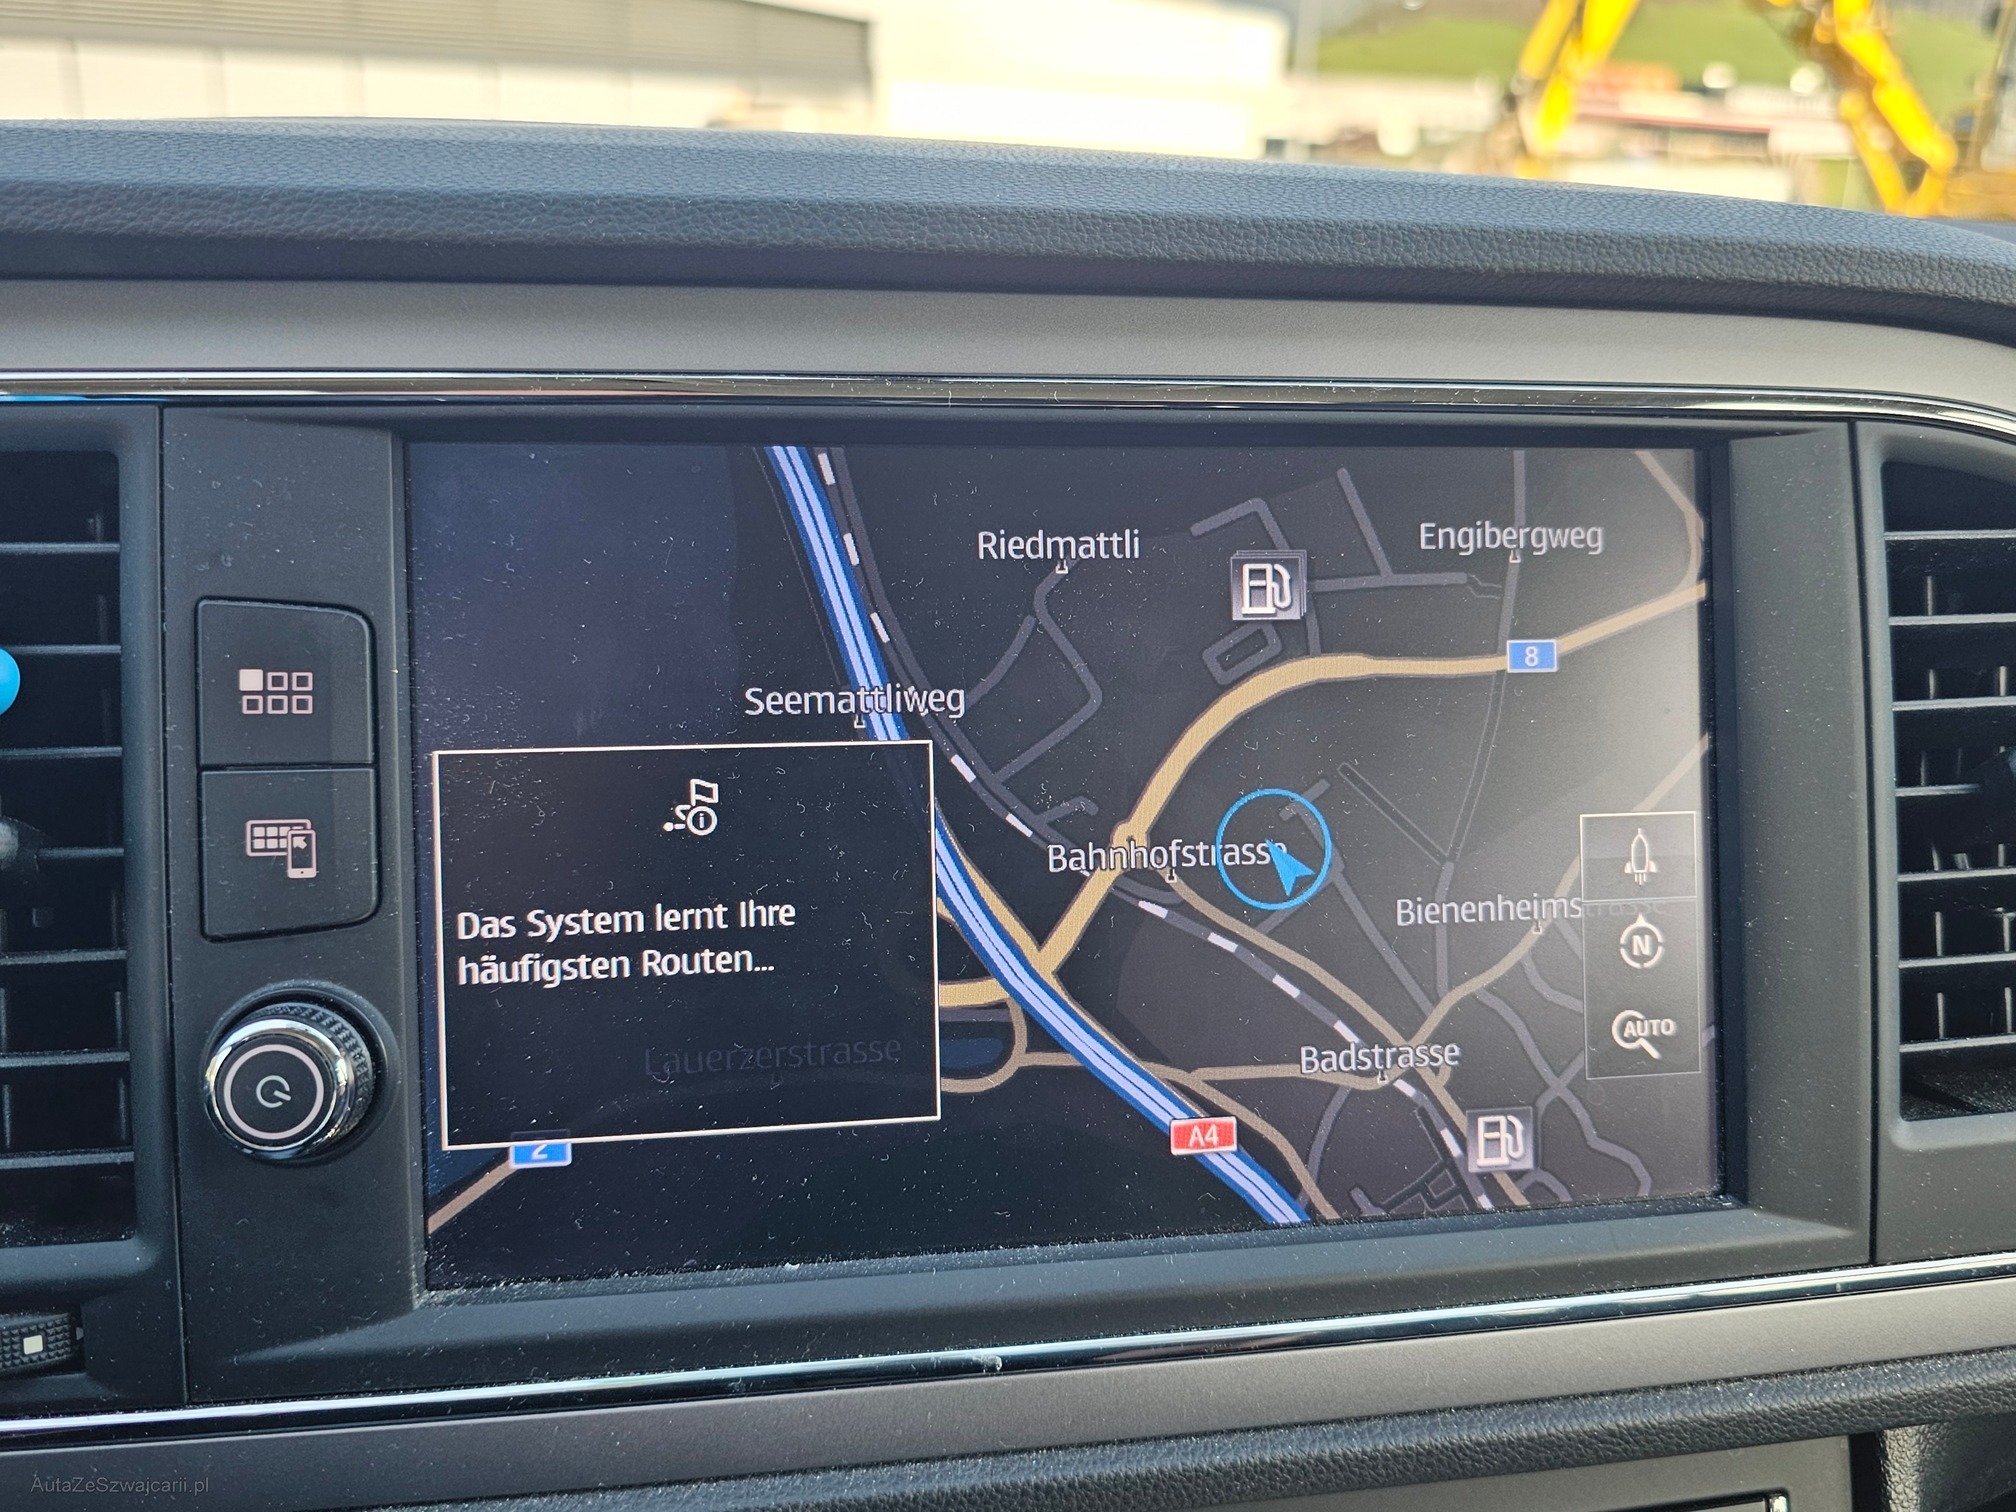 Riedmattli
Engibergweg
8
Seemattliweg
Bahnhofstrasse
Bienenheimstrasse
N
Das System lernt Ihre
häufigsten Routen...
AUTO
Lauerzerstrasse
Badstrasse
A4
2
AutaZeSzwajcarii.pl